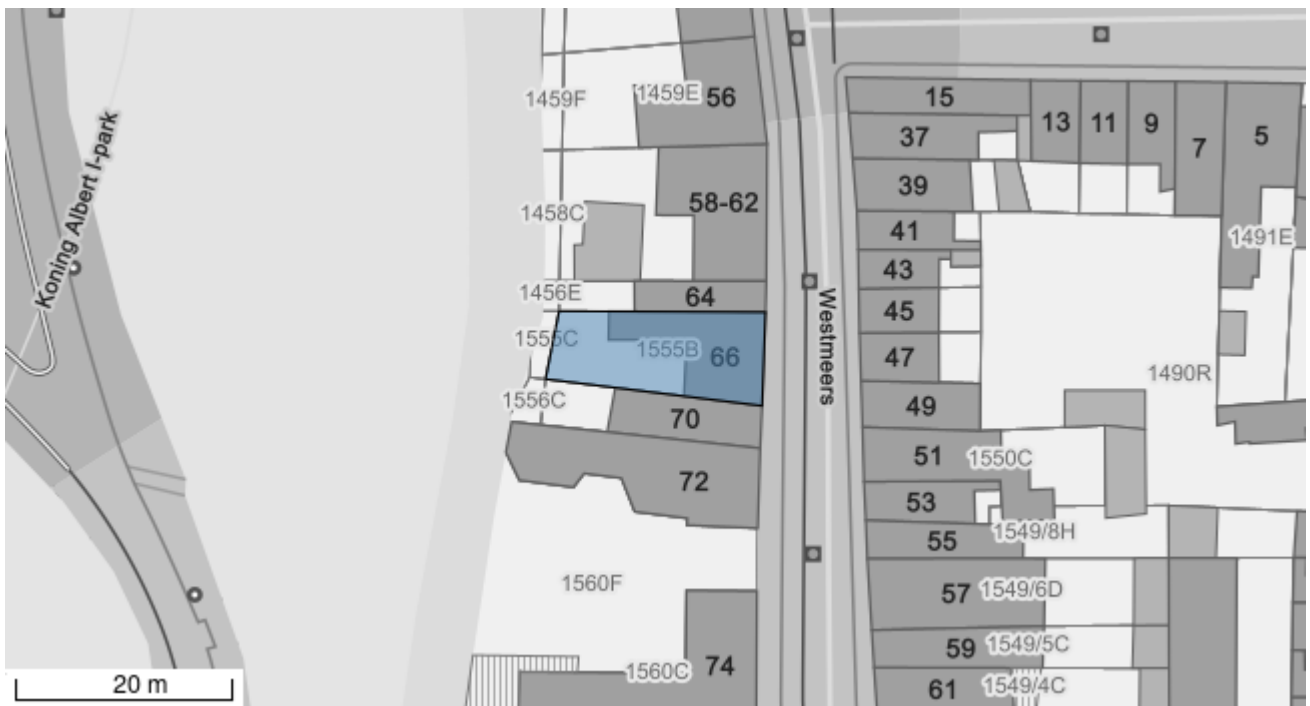 1459F
1459E
56
15
37
13
11
9
7
5
39
58-62
1458C
41
1491E
43
Koning Albert I-park
1456E
64
45
Westmeers
1555C
1555B
66
47
1490R
1556C
70
49
51
1550C
72
53
55
1549/8H
1560F
57
1549/6D
59
1549/5C
1560C
74
61
1549/4C
20 m